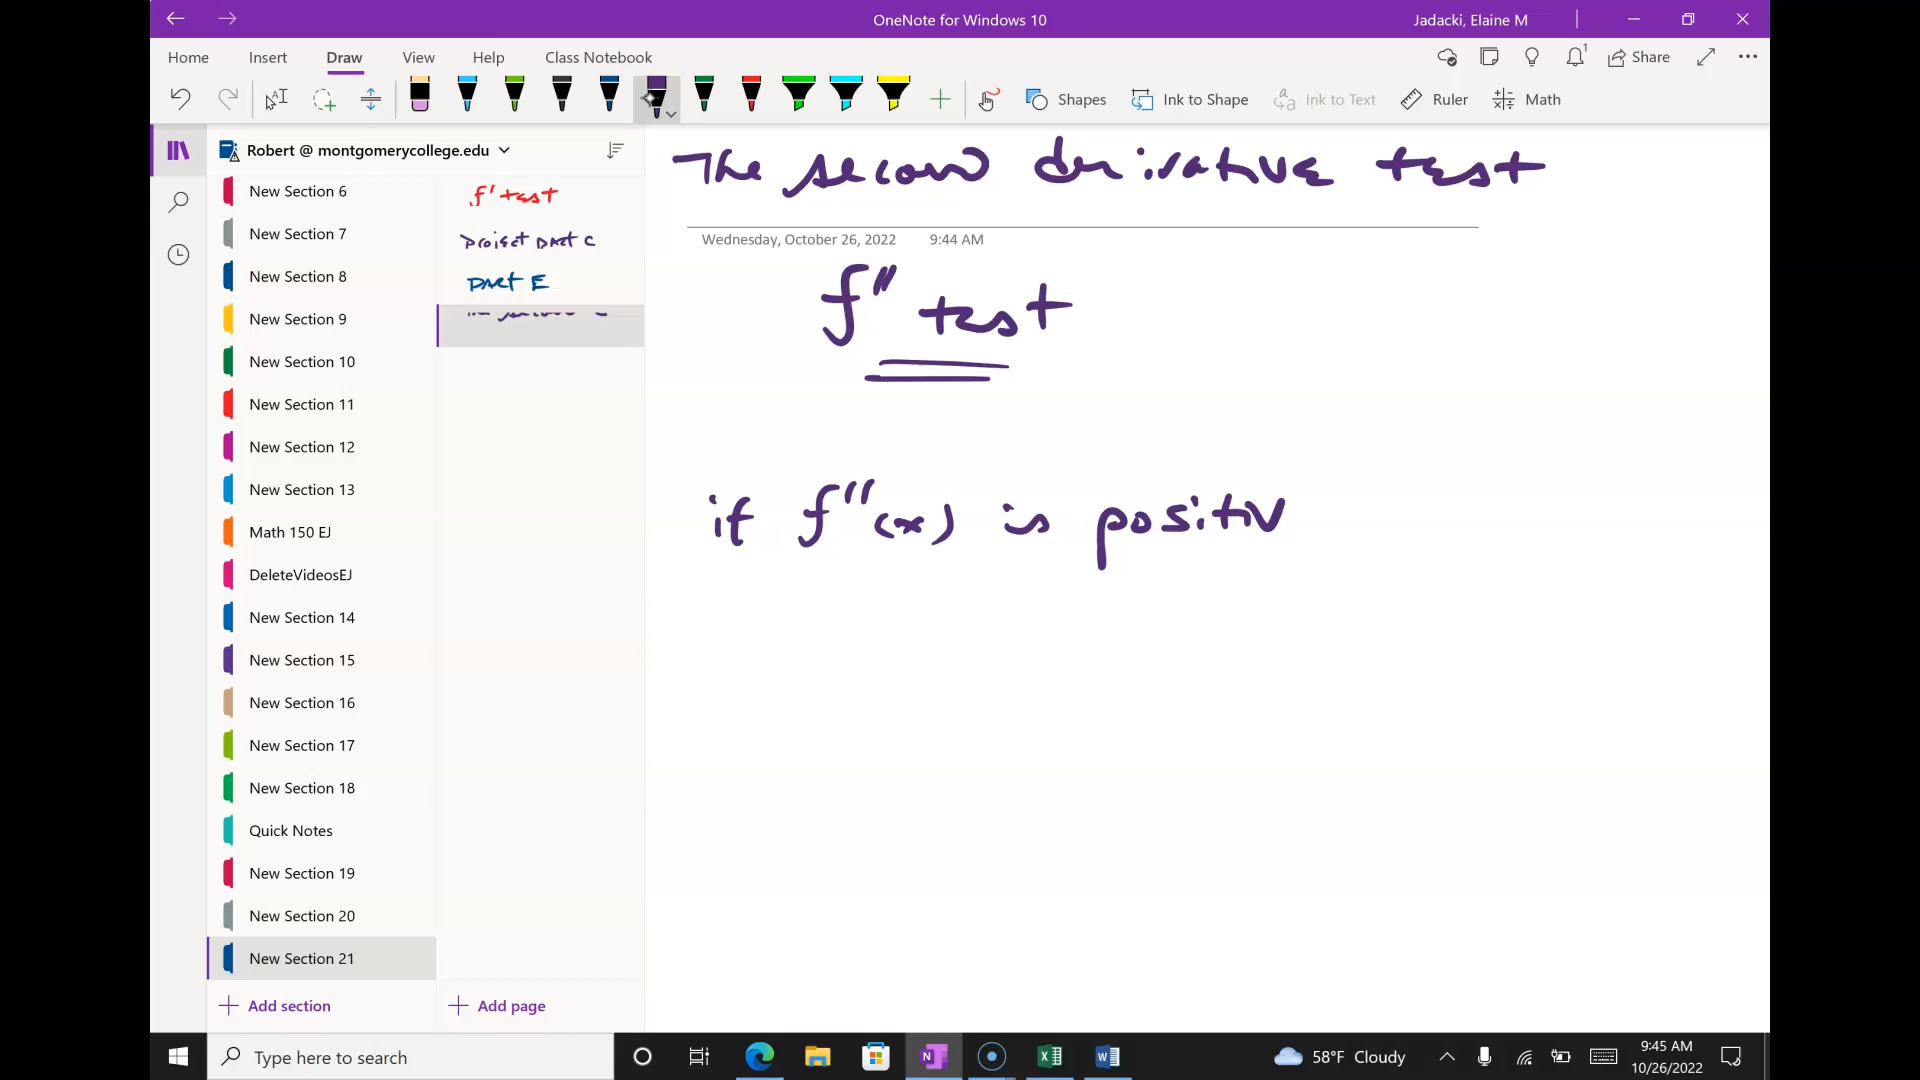 OneNote for Windows 10
Jadacki, Elaine M
Home Insert Draw View Help Class Notebook
1
Share
Shapes Ink to Shape Ink to Text Ruler Math
Robert @ montgomerycollege.edu
New Section 6
New Section 7
New Section 8
New Section 9
New Section 10
New Section 11
New Section 12
New Section 13
Math 150 EJ
DeleteVideosEJ
New Section 14
New Section 15
New Section 16
New Section 17
New Section 18
Quick Notes
New Section 19
New Section 20
New Section 21
Add section
f' test
project part C
part E
Add page
The second derivative test
Wednesday, October 26, 2022 9:44 AM
f" test
if f"(x) is positiv
Type here to search
58°F Cloudy
9:45 AM
10/26/2022